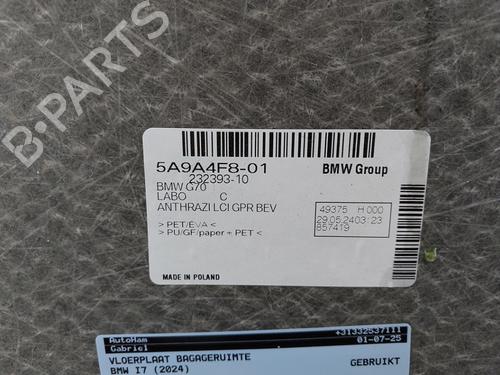 5A9A4F8-01
BMW Group
232393-10
BMW G70
LABO C
ANTHRAZI LCI GPR BEV
49375 H 000
29.05.2403:23
857419
> PET/EVA <
> PU/GF/paper + PET <
MADE IN POLAND
AutoHam
+31332537111
Gabriel
01-07-25
VLOERPLAAT BAGAGERUIMTE
GEBRUIKT
BMW I7 (2024)